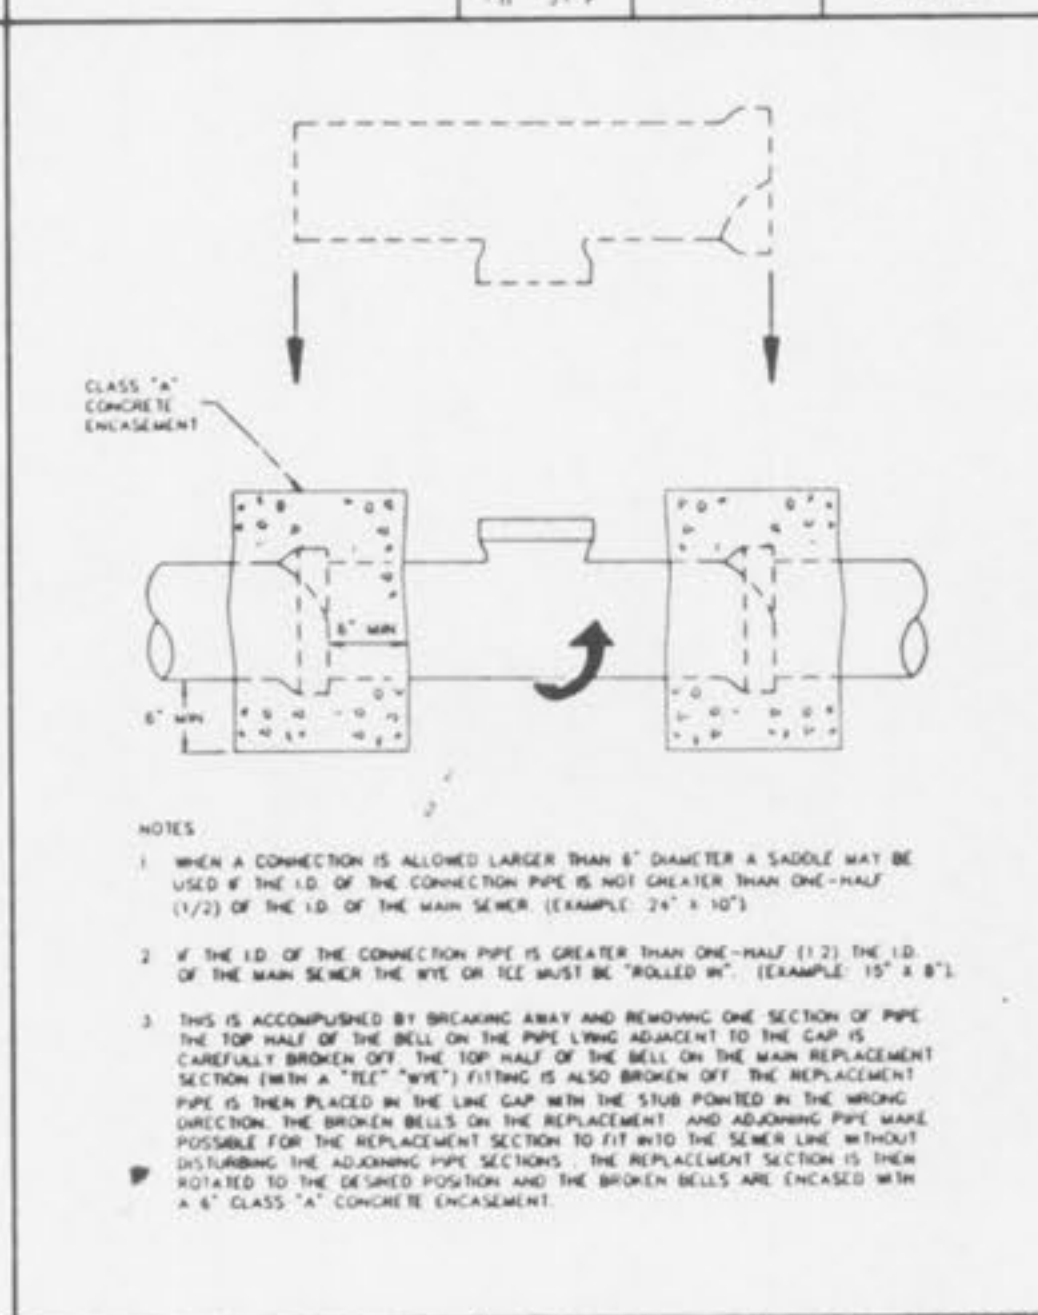 CLASS "A"
CONCRETE
ENCASEMENT
6" MIN
6" MIN
NOTES
1 WHEN A CONNECTION IS ALLOWED LARGER THAN 6" DIAMETER A SADDLE MAY BE
USED IF THE I.D. OF THE CONNECTION PIPE IS NOT GREATER THAN ONE-HALF
(1/2) OF THE I.D. OF THE MAIN SEWER. (EXAMPLE: 24" X 10")
2 IF THE I.D. OF THE CONNECTION PIPE IS GREATER THAN ONE-HALF (1 2) THE I.D.
OF THE MAIN SEWER THE WYE OR TEE MUST BE "ROLLED IN". (EXAMPLE: 15" X 8").
3 THIS IS ACCOMPLISHED BY BREAKING AWAY AND REMOVING ONE SECTION OF PIPE
THE TOP HALF OF THE BELL ON THE PIPE LYING ADJACENT TO THE GAP IS
CAREFULLY BROKEN OFF. THE TOP HALF OF THE BELL ON THE MAIN REPLACEMENT
SECTION (WITH A "TEE" "WYE") FITTING IS ALSO BROKEN OFF. THE REPLACEMENT
PIPE IS THEN PLACED IN THE LINE GAP WITH THE STUB POINTED IN THE WRONG
DIRECTION. THE BROKEN BELLS ON THE REPLACEMENT AND ADJOINING PIPE MAKE
POSSIBLE FOR THE REPLACEMENT SECTION TO FIT INTO THE SEWER LINE WITHOUT
DISTURBING THE ADJOINING PIPE SECTIONS. THE REPLACEMENT SECTION IS THEN
ROTATED TO THE DESIRED POSITION AND THE BROKEN BELLS ARE ENCASED WITH
A 6" CLASS "A" CONCRETE ENCASEMENT.